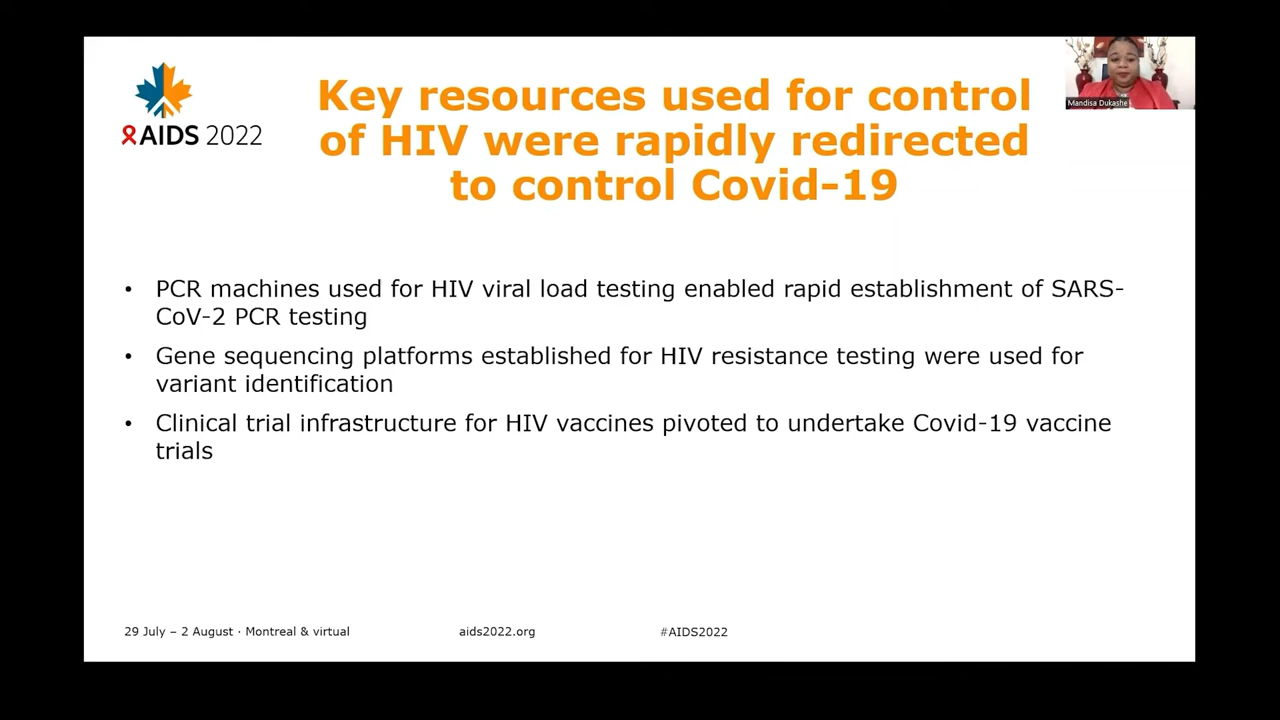 AIDS 2022
Key resources used for control
of HIV were rapidly redirected
to control Covid-19
Mandisa Dukashe
• PCR machines used for HIV viral load testing enabled rapid establishment of SARS-
CoV-2 PCR testing
• Gene sequencing platforms established for HIV resistance testing were used for
variant identification
• Clinical trial infrastructure for HIV vaccines pivoted to undertake Covid-19 vaccine
trials
29 July – 2 August · Montreal & virtual
aids2022.org
#AIDS2022